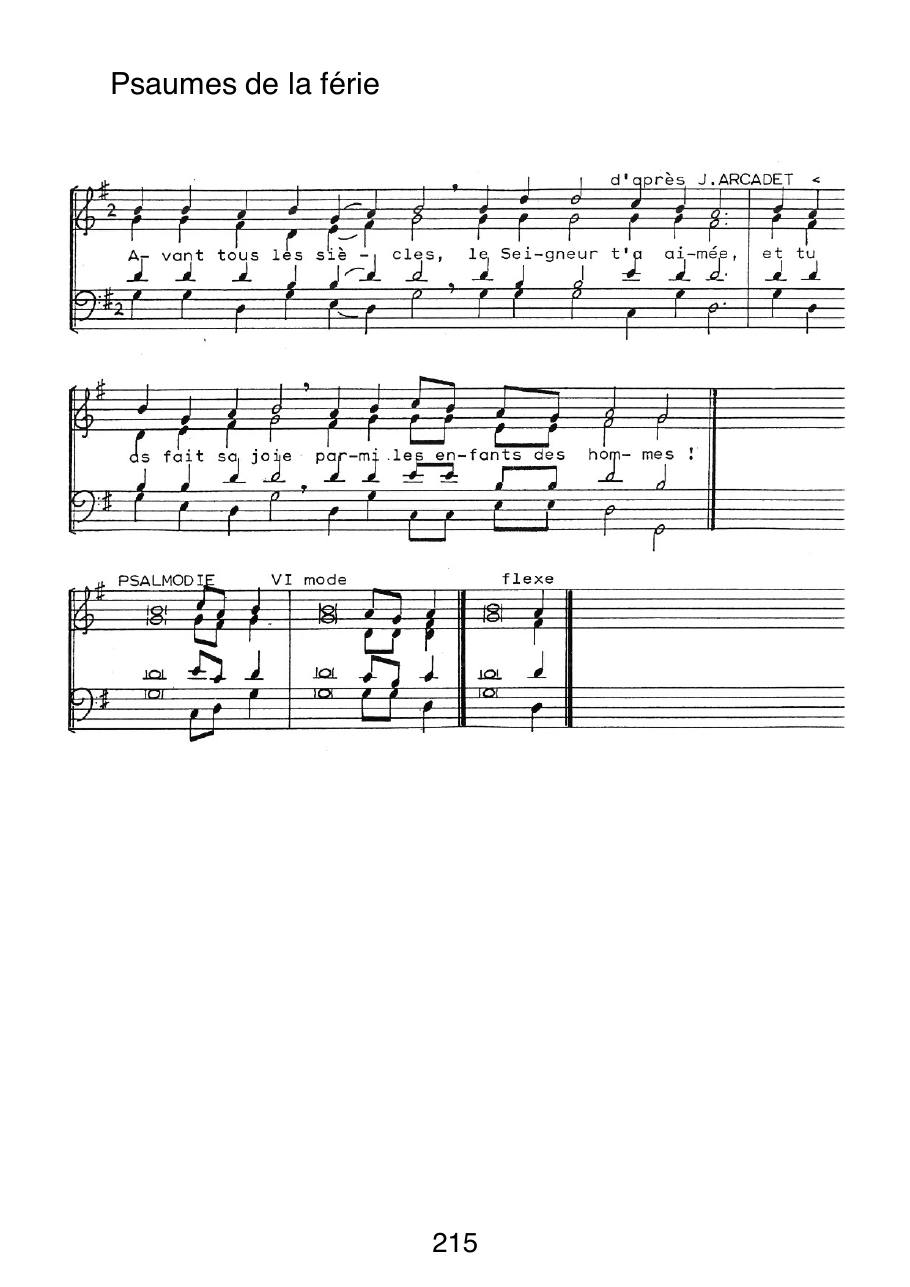 Psaumes de la férie
d'après J.ARCADET <
A- vant tous les siè - cles, le Sei-gneur t'a ai-mée, et tu
as fait sa joie par-mi les en-fants des hom- mes !
PSALMODIE VI mode flexe
215